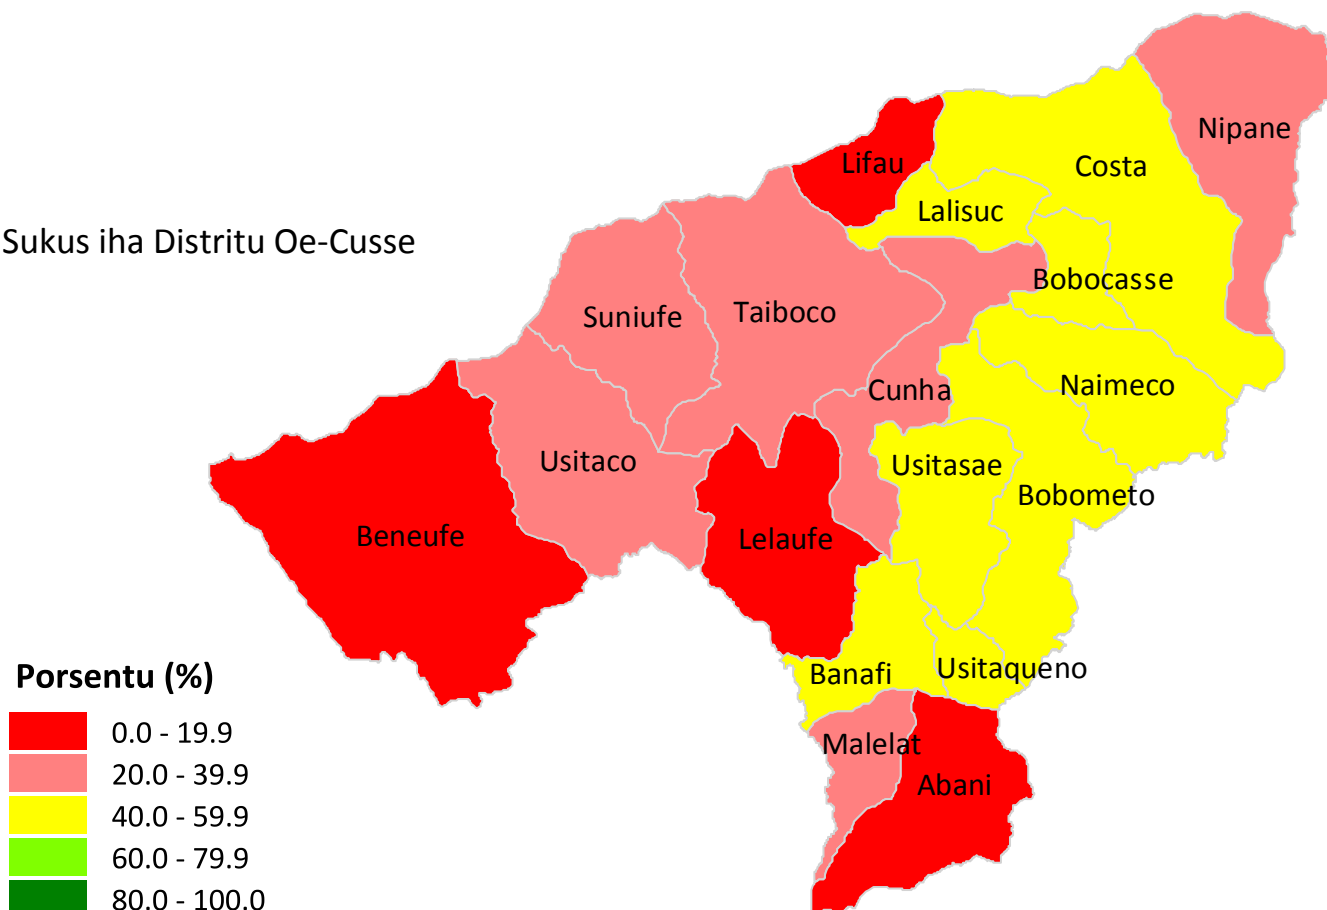 Nipane
Lifau
Costa
Lalisuc
Sukus iha Distritu Oe-Cusse
Bobocasse
Suniufe
Taiboco
Cunha
Naimeco
Usitaco
Usitasae
Bobometo
Beneufe
Lelaufe
Banafi
Usitaqueno
Malelat
Abani
Porsentu (%)
0.0 - 19.9
20.0 - 39.9
40.0 - 59.9
60.0 - 79.9
80.0 - 100.0